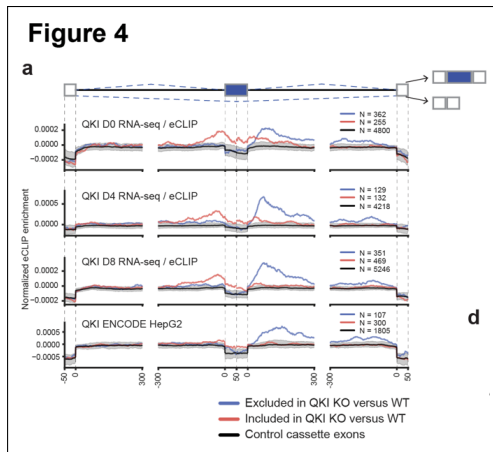 Figure 4
a
QKI D0 RNA-seq / eCLIP
N = 362
N = 255
N = 4800
0.0002
0.0000
−0.0002
QKI D4 RNA-seq / eCLIP
N = 129
N = 132
N = 4218
0.0005
0.0000
QKI D8 RNA-seq / eCLIP
N = 351
N = 469
N = 5246
0.0002
0.0000
−0.0002
QKI ENCODE HepG2
N = 107
N = 300
N = 1805
0.0005
0.0000
−0.0005
Normalized eCLIP enrichment
d
-50 0 300 -300 0 50 -50 0 300 -300 0 50
Excluded in QKI KO versus WT
Included in QKI KO versus WT
Control cassette exons